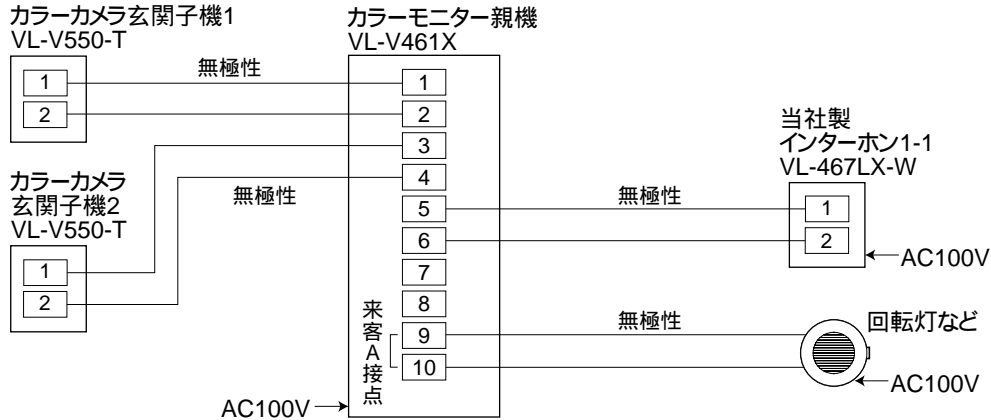 カラーカメラ玄関子機1
VL-V550-T
1
2
無極性
カラーカメラ
玄関子機2
VL-V550-T
1
2
無極性
カラーモニター親機
VL-V461X
1
2
3
4
5
6
7
8
9
10
来客A接点
AC100V
無極性
当社製
インターホン1-1
VL-467LX-W
1
2
AC100V
無極性
回転灯など
AC100V